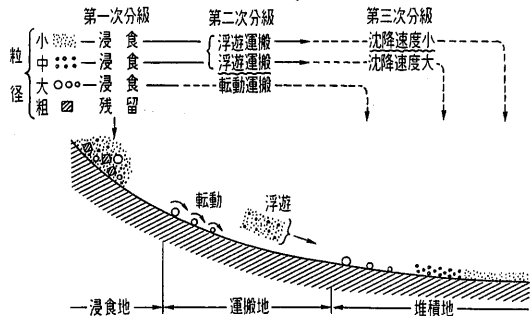 第一次分級 第二次分級 第三次分級
粒径
小 浸食 浮遊運搬 沈降速度小
中 浸食 浮遊運搬 沈降速度大
大 浸食 転動運搬
粗 残留
転動
浮遊
浸食地 運搬地 堆積地